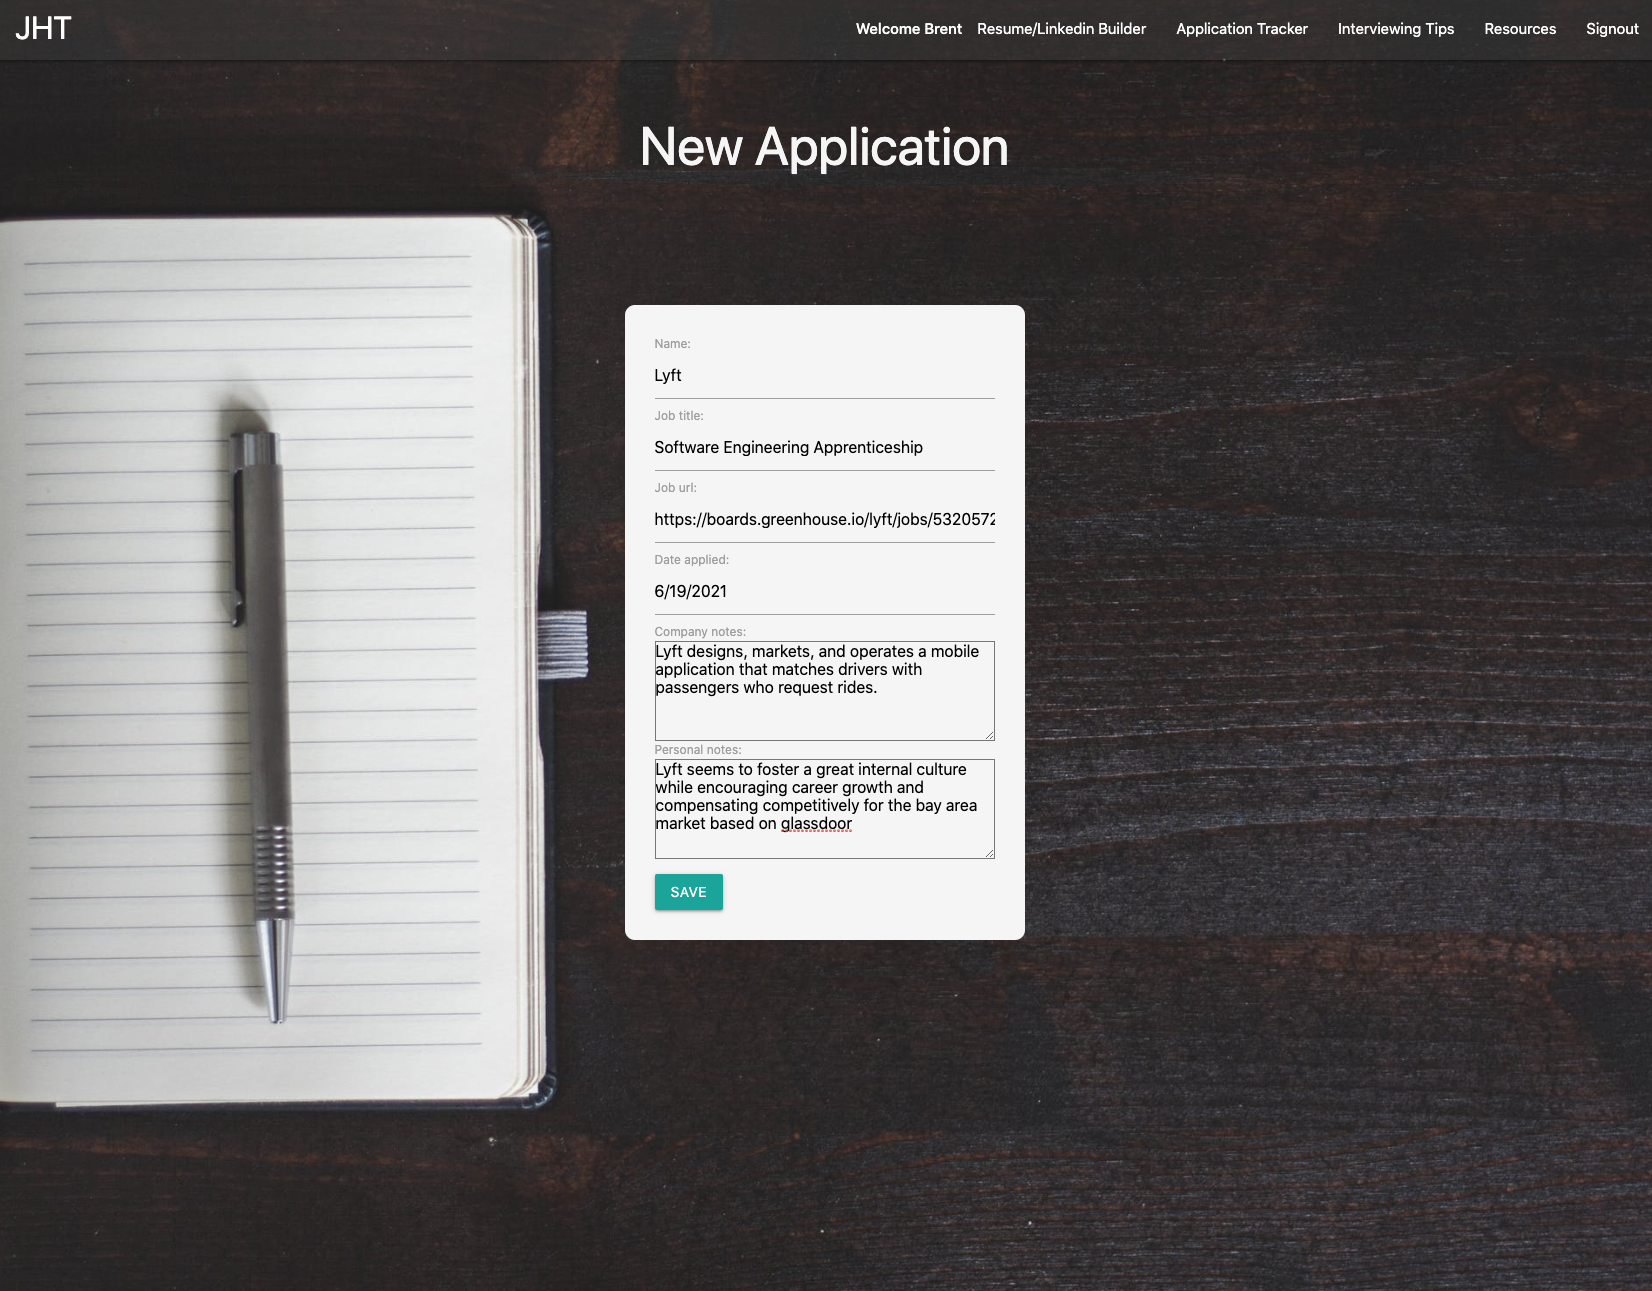 JHT
Welcome Brent Resume/Linkedin Builder Application Tracker Interviewing Tips Resources Signout
New Application
Name:
Lyft
Job title:
Software Engineering Apprenticeship
Job url:
https://boards.greenhouse.io/lyft/jobs/5320572
Date applied:
6/19/2021
Company notes:
Lyft designs, markets, and operates a mobile
application that matches drivers with
passengers who request rides.
Personal notes:
Lyft seems to foster a great internal culture
while encouraging career growth and
compensating competitively for the bay area
market based on glassdoor
SAVE